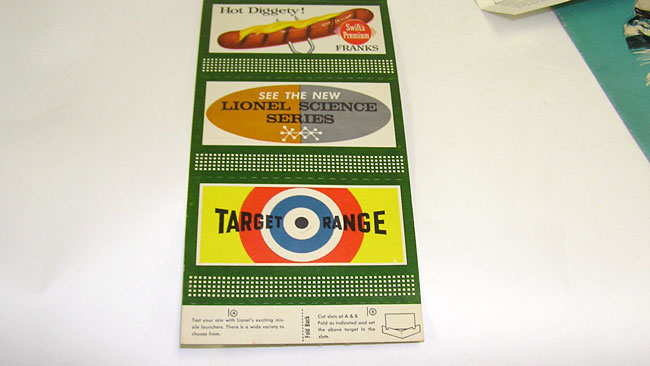 Hot Diggety!
Swift's
Premium
FRANKS
SEE THE NEW
LIONEL SCIENCE
SERIES
TARGET RANGE
A
Test your aim with Lionel's exciting mis-
sile launchers. There is a wide variety to
choose from.
Fold Back
B
Cut slots at A & B
Fold as indicated and set
the above target in the
slots.